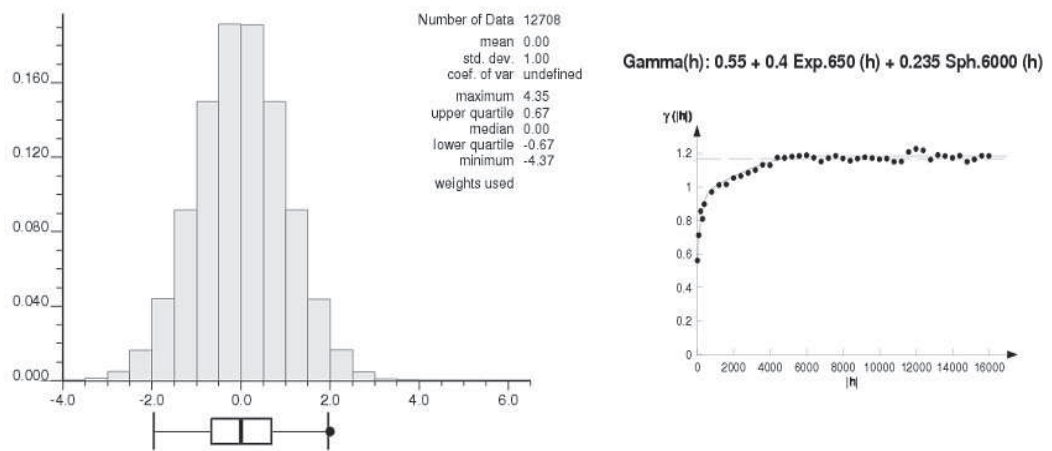 Number of Data 12708
mean 0.00
std. dev. 1.00
coef. of var undefined
maximum 4.35
upper quartile 0.67
median 0.00
lower quartile -0.67
minimum -4.37
weights used
0.160
0.120
0.080
0.040
0.000
-4.0 -2.0 0.0 2.0 4.0 6.0
Gamma(h): 0.55 + 0.4 Exp.650 (h) + 0.235 Sph.6000 (h)
γ (|h|)
1.2
1
0.8
0.6
0.4
0.2
0
0 2000 4000 6000 8000 10000 12000 14000 16000
|h|